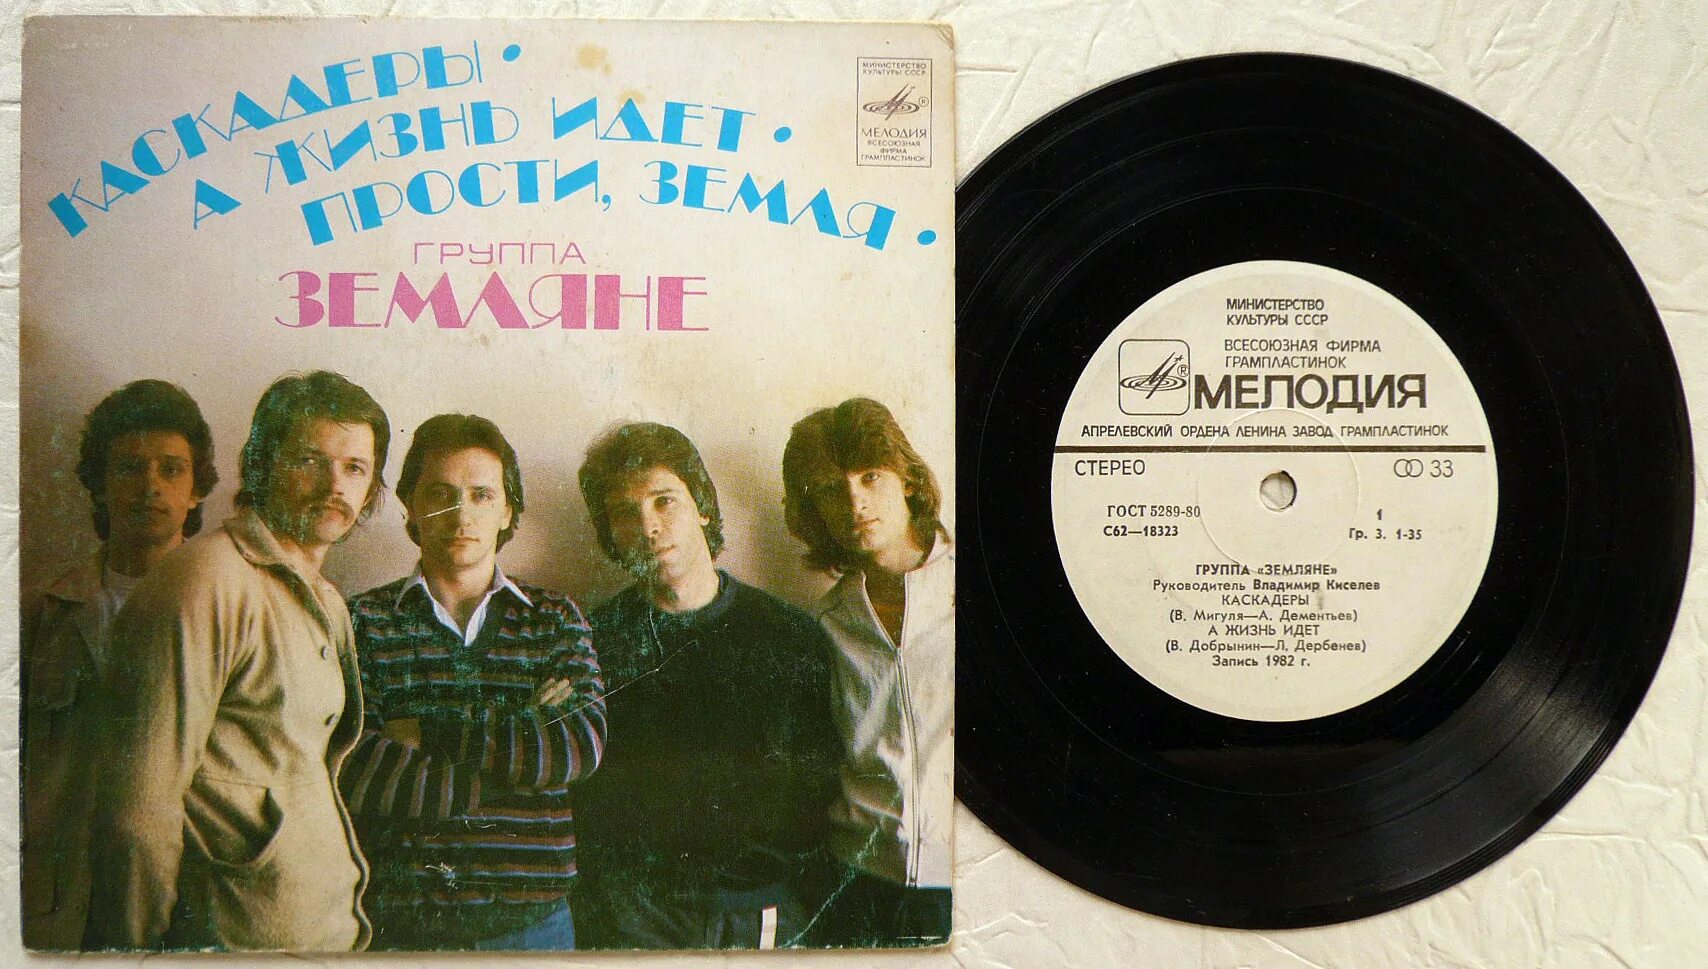 КАСКАДЕРЫ •
А ЖИЗНЬ ИДЕТ •
ПРОСТИ, ЗЕМЛЯ •
ГРУППА
ЗЕМЛЯНЕ
МИНИСТЕРСТВО
КУЛЬТУРЫ СССР
®
МЕЛОДИЯ
ВСЕСОЮЗНАЯ
ФИРМА
ГРАМПЛАСТИНОК
МИНИСТЕРСТВО
КУЛЬТУРЫ СССР
ВСЕСОЮЗНАЯ ФИРМА
ГРАМПЛАСТИНОК
® МЕЛОДИЯ
АПРЕЛЕВСКИЙ ОРДЕНА ЛЕНИНА ЗАВОД ГРАМПЛАСТИНОК
СТЕРЕО 33
ГОСТ 5289-80 1
С62—18323 Гр. 3. 1-35
ГРУППА «ЗЕМЛЯНЕ»
Руководитель Владимир Киселев
КАСКАДЕРЫ
(В. Мигуля—А. Дементьев)
А ЖИЗНЬ ИДЕТ
(В. Добрынин—Л. Дербенев)
Запись 1982 г.